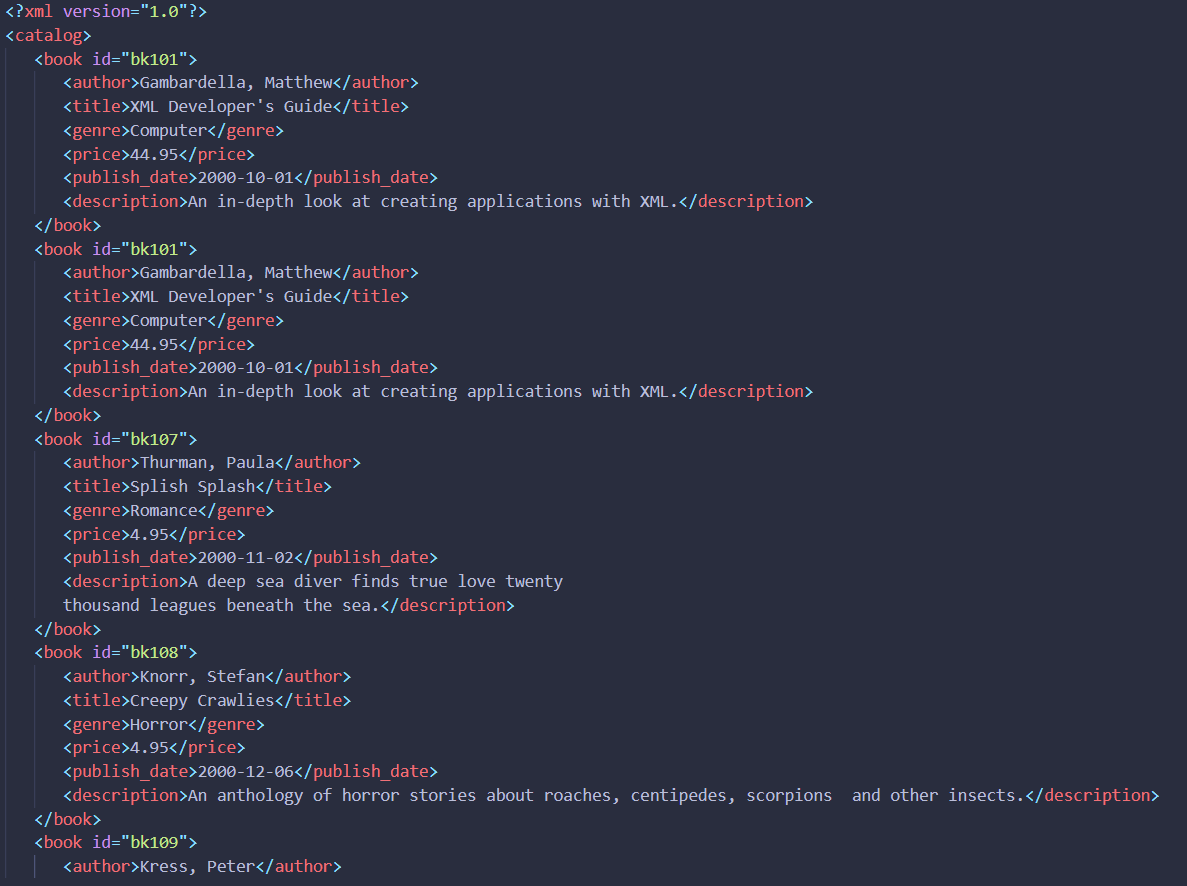 <?xml version="1.0"?>
<catalog>
<book id="bk101">
<author>Gambardella, Matthew</author>
<title>XML Developer's Guide</title>
<genre>Computer</genre>
<price>44.95</price>
<publish_date>2000-10-01</publish_date>
<description>An in-depth look at creating applications with XML.</description>
</book>
<book id="bk101">
<author>Gambardella, Matthew</author>
<title>XML Developer's Guide</title>
<genre>Computer</genre>
<price>44.95</price>
<publish_date>2000-10-01</publish_date>
<description>An in-depth look at creating applications with XML.</description>
</book>
<book id="bk107">
<author>Thurman, Paula</author>
<title>Splish Splash</title>
<genre>Romance</genre>
<price>4.95</price>
<publish_date>2000-11-02</publish_date>
<description>A deep sea diver finds true love twenty
thousand leagues beneath the sea.</description>
</book>
<book id="bk108">
<author>Knorr, Stefan</author>
<title>Creepy Crawlies</title>
<genre>Horror</genre>
<price>4.95</price>
<publish_date>2000-12-06</publish_date>
<description>An anthology of horror stories about roaches, centipedes, scorpions  and other insects.</description>
</book>
<book id="bk109">
<author>Kress, Peter</author>